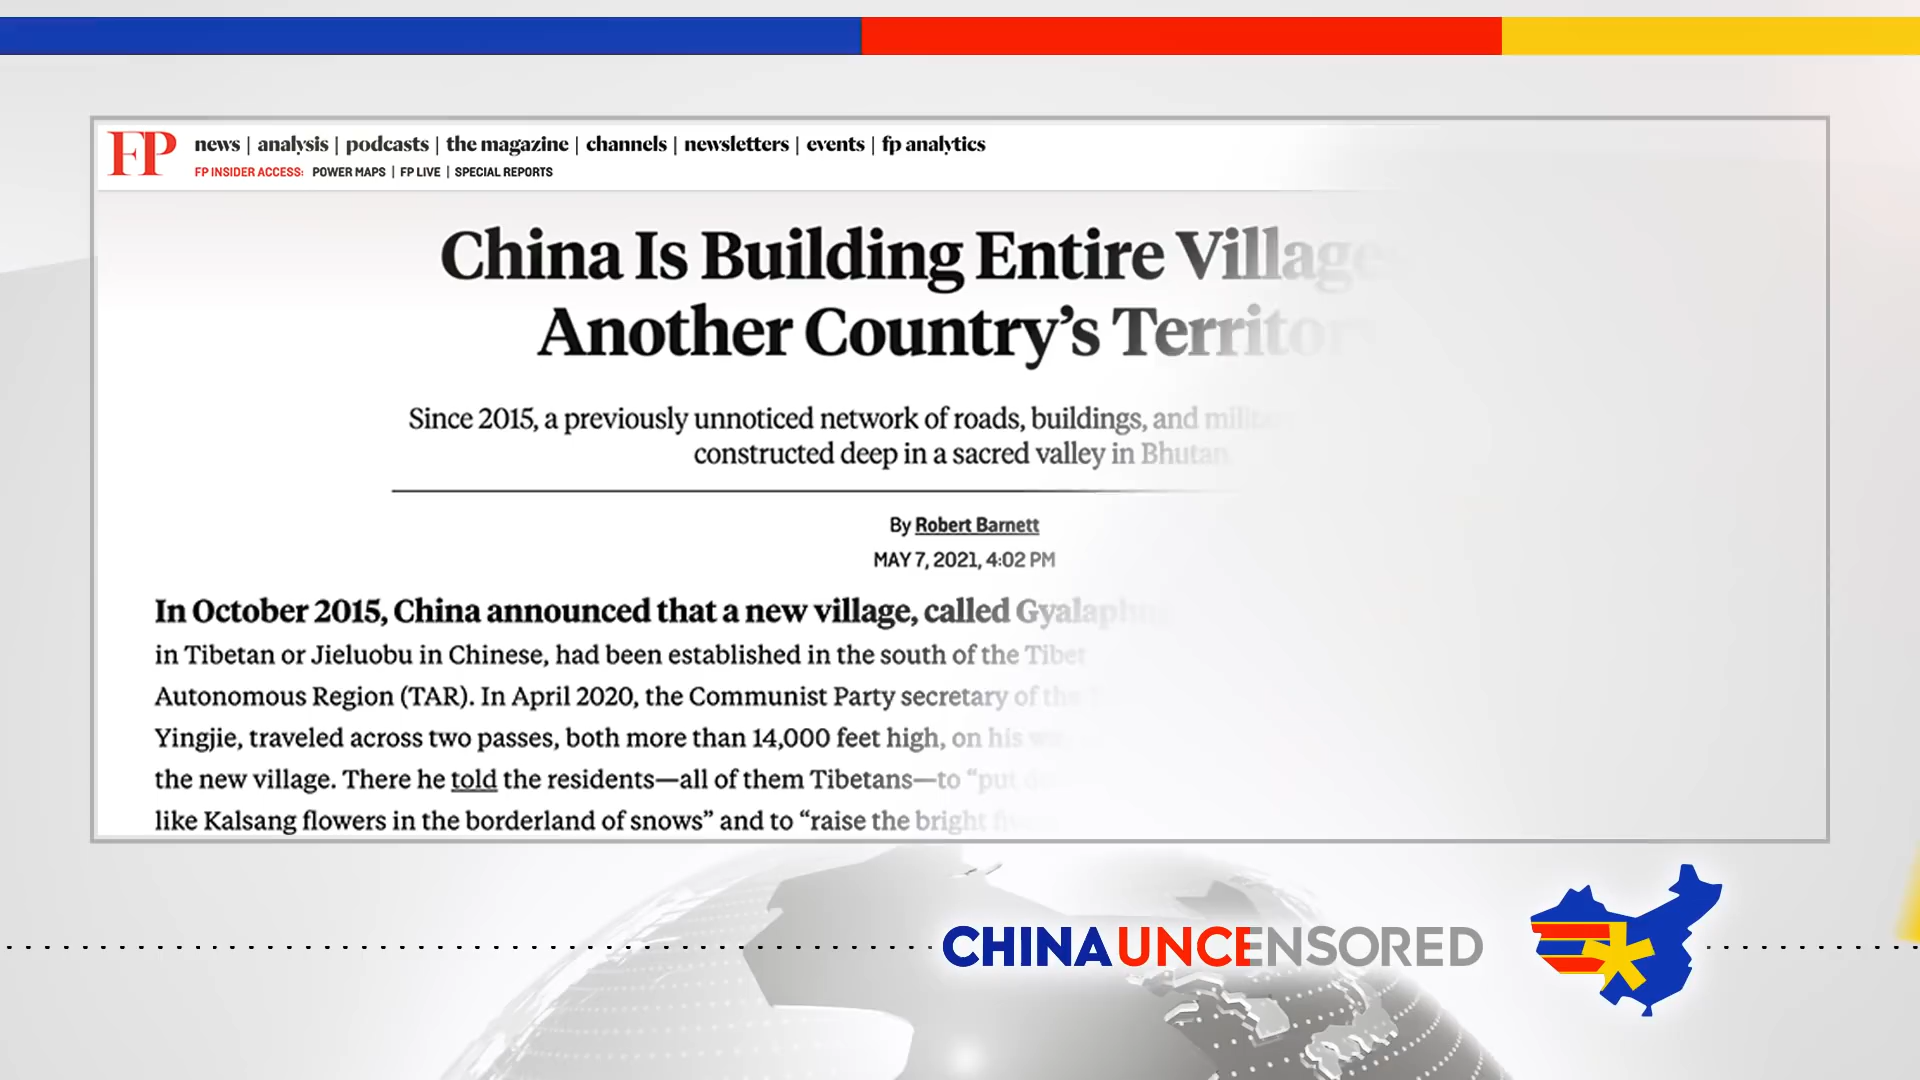 FP
news | analysis | podcasts | the magazine | channels | newsletters | events | fp analytics
FP INSIDER ACCESS: POWER MAPS | FP LIVE | SPECIAL REPORTS
China Is Building Entire
Another Country’s
Since 2015, a previously unnoticed network of roads, buildings, and
constructed deep in a sacred valley in Bhutan
By Robert Barnett
MAY 7, 2021, 4:02 PM
In October 2015, China announced that a new village, called
in Tibetan or Jieluobu in Chinese, had been established in the south of the
Autonomous Region (TAR). In April 2020, the Communist Party secretary of the
Yingjie, traveled across two passes, both more than 14,000 feet high, on his
the new village. There he told the residents—all of them Tibetans—to “put
like Kalsang flowers in the borderland of snows” and to “raise the bright
CHINA UNCENSORED